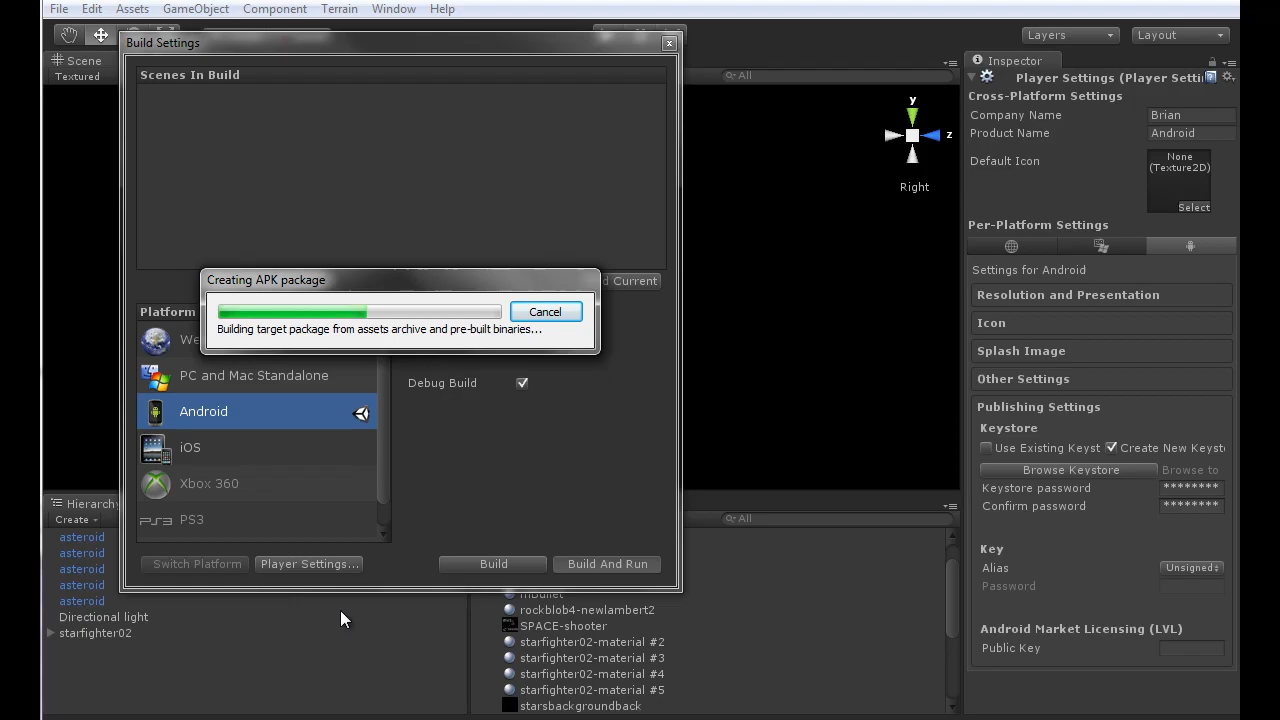 File Edit Assets GameObject Component Terrain Window Help
Build Settings
Layers
Layout
Scene
Textured
All
Scenes In Build
y
z
Right
Inspector
Player Settings (Player Setti
Cross-Platform Settings
Company Name Brian
Product Name Android
Default Icon
None
(Texture2D)
Select
Per-Platform Settings
Settings for Android
Resolution and Presentation
Icon
Splash Image
Other Settings
Publishing Settings
Keystore
Use Existing Keyst Create New Keyst
Browse Keystore Browse to
Keystore password ********
Confirm password ********
Key
Alias Unsigned
Password
Android Market Licensing (LVL)
Public Key
Creating APK package
Cancel
Building target package from assets archive and pre-built binaries...
d Current
Platform
We
PC and Mac Standalone
Android
iOS
Xbox 360
PS3
Debug Build
Switch Platform
Player Settings...
Build
Build And Run
Hierarchy
Create
All
asteroid
asteroid
asteroid
asteroid
asteroid
Directional light
starfighter02
mBullet
rockblob4-newlambert2
SPACE-shooter
starfighter02-material #2
starfighter02-material #3
starfighter02-material #4
starfighter02-material #5
starsbackgroundback